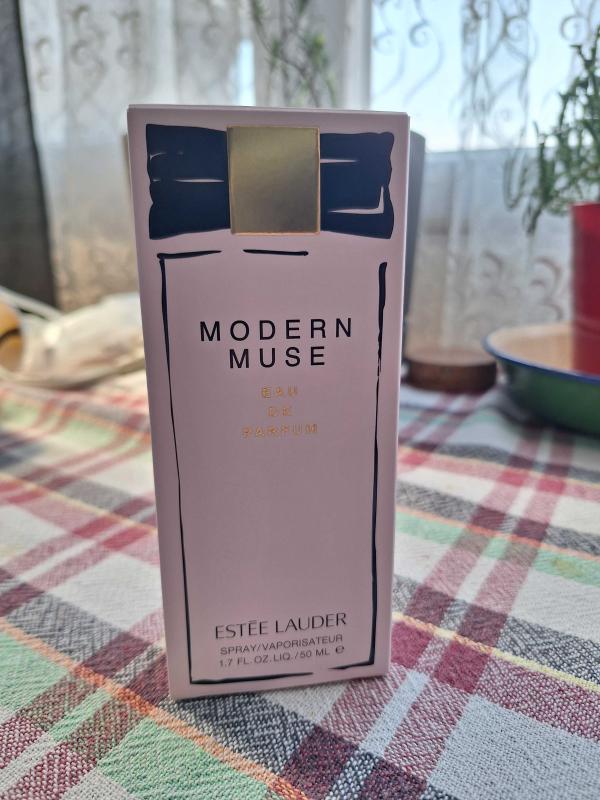 MODERN
MUSE
EAU
DE
PARFUM
ESTĒE LAUDER
SPRAY/VAPORISATEUR
1.7 FL.OZ.LIQ./50 ML ℮